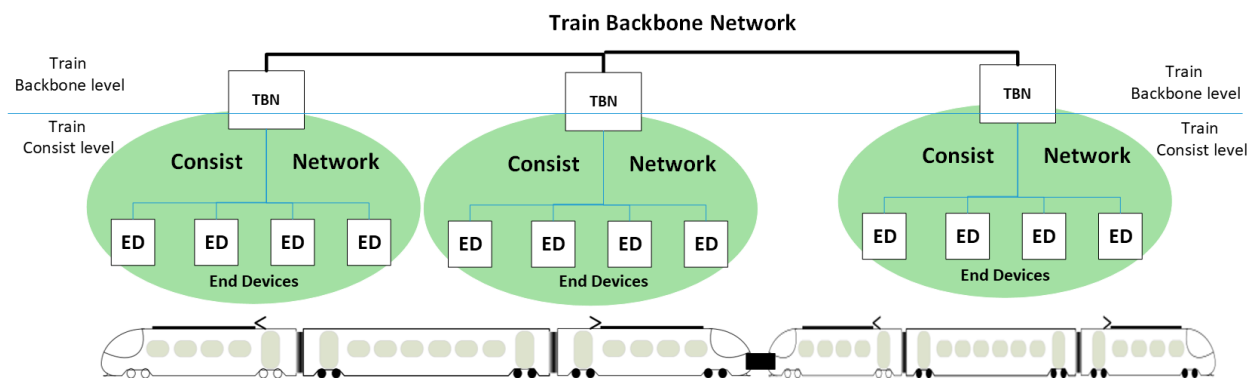 Train Backbone Network
Train
Backbone level
Train
Backbone level
TBN
TBN
TBN
Train
Consist level
Train
Consist level
Consist Network
Consist Network
Consist Network
ED
ED
ED
ED
ED
ED
ED
ED
ED
ED
ED
ED
End Devices
End Devices
End Devices